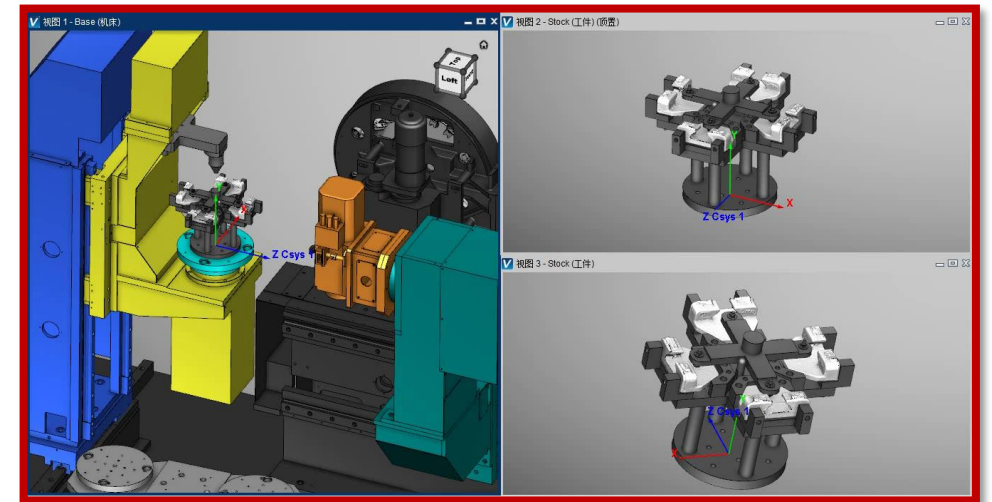 视图 1 - Base (机床)
Top
Left
X
Z Csys 1
视图 2 - Stock (工件) (顶置)
Y
X
Z Csys 1
视图 3 - Stock (工件)
Z Csys 1
X